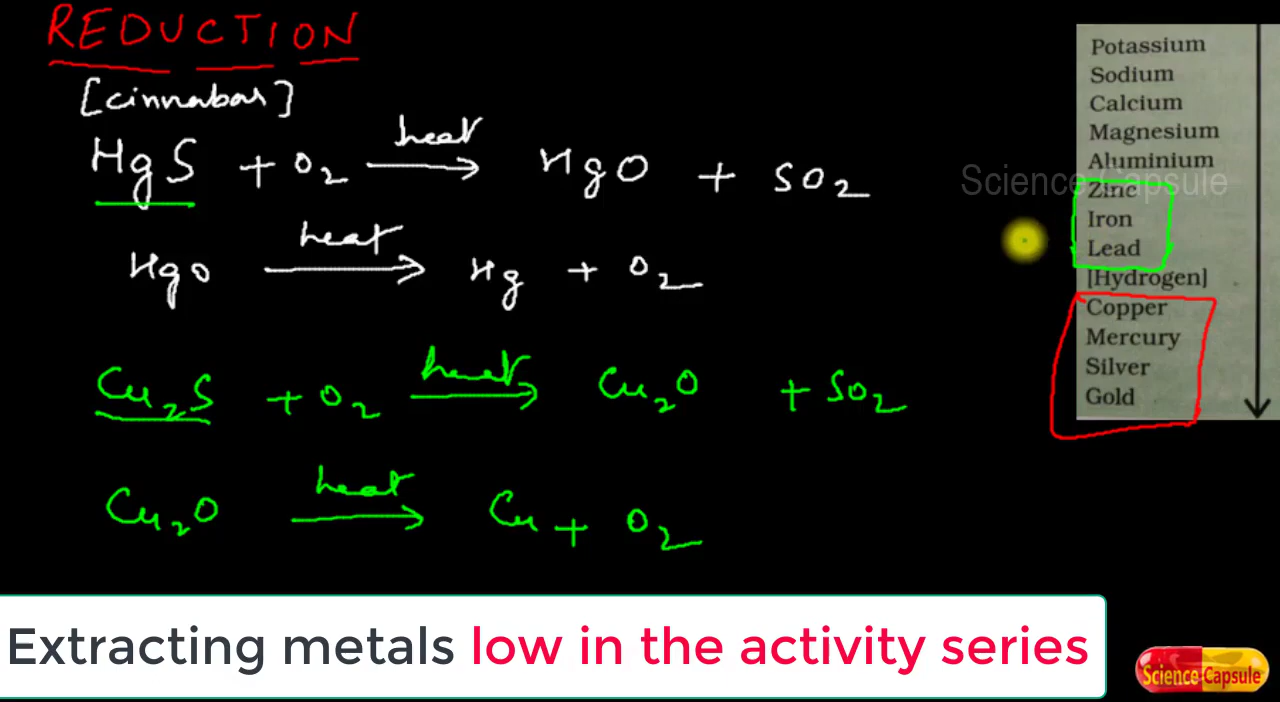 REDUCTION
[cinnabar]
HgS + O2 heat → HgO + SO2
HgO heat → Hg + O2
Cu2S + O2 heat → Cu2O + SO2
Cu2O heat → Cu + O2
Potassium
Sodium
Calcium
Magnesium
Aluminium
Zinc
Iron
Lead
[Hydrogen]
Copper
Mercury
Silver
Gold
Science Capsule
Extracting metals low in the activity series
Science Capsule